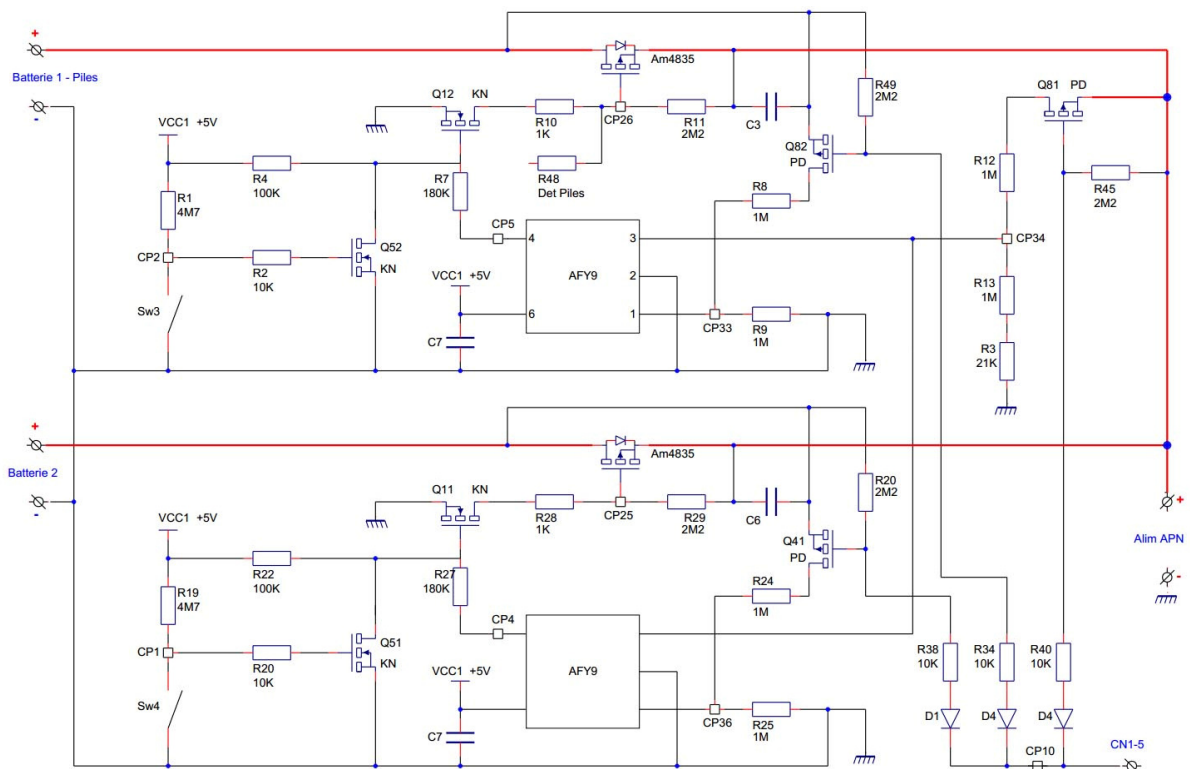 +
Batterie 1 - Piles
-
Am4835
Q12
KN
R10
1K
CP26
R11
2M2
C3
R49
2M2
Q81
PD
VCC1 +5V
R4
100K
R7
180K
R48
Det Piles
Q82
PD
R12
1M
R45
2M2
R1
4M7
R8
1M
CP5
4
3
CP34
CP2
R2
10K
Q52
KN
AFY9
2
R13
1M
VCC1 +5V
Sw3
6
1
CP33
R9
1M
C7
R3
21K
+
Batterie 2
-
Am4835
Q11
KN
R28
1K
CP25
R29
2M2
C6
R20
2M2
+
Alim APN
-
VCC1 +5V
R22
100K
R27
180K
Q41
PD
R19
4M7
R24
1M
CP4
CP1
R20
10K
Q51
KN
AFY9
R38
10K
R34
10K
R40
10K
VCC1 +5V
Sw4
CP36
R25
1M
C7
D1
D4
D4
CP10
CN1-5